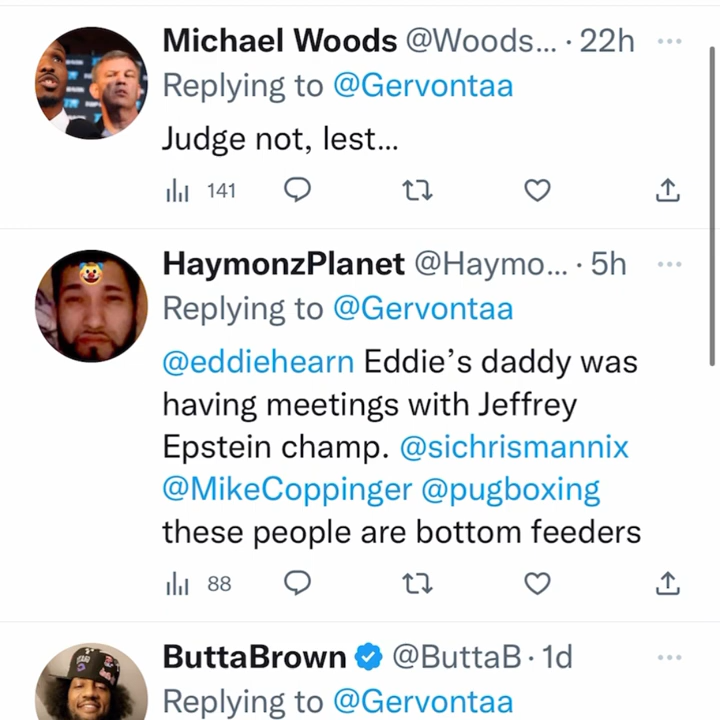 Michael Woods @Woods... · 22h
Replying to @Gervontaa
Judge not, lest...
141
HaymonzPlanet @Haymo... · 5h
Replying to @Gervontaa
@eddiehearn Eddie’s daddy was
having meetings with Jeffrey
Epstein champ. @sichrismannix
@MikeCoppinger @pugboxing
these people are bottom feeders
88
ButtaBrown @ButtaB · 1d
Replying to @Gervontaa